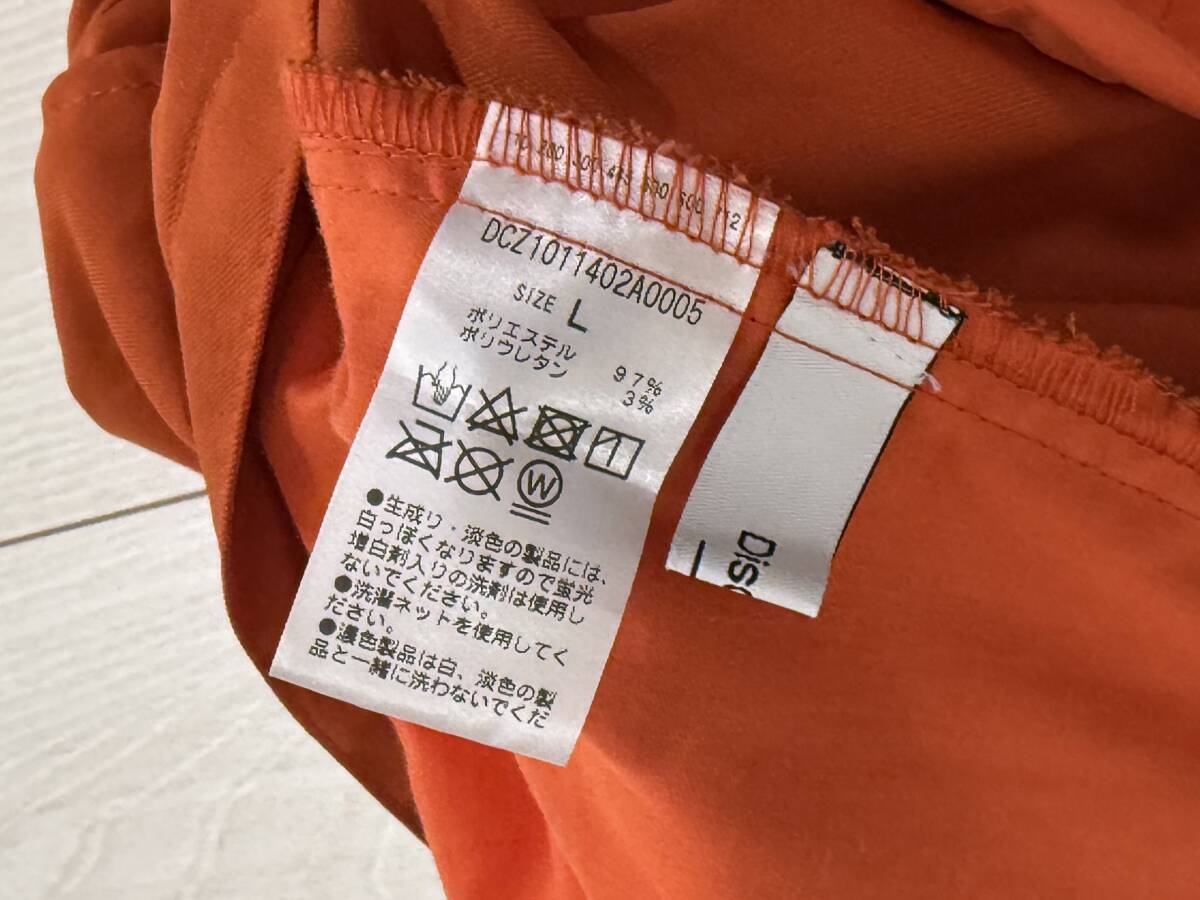 DCZ1011402A0005
SIZE L
ポリエステル 97%
ポリウレタン 3%
W
●生成り・淡色の製品には、
白っぽくなりますので蛍光
増白剤入りの洗剤は使用し
ないでください。
●洗濯ネットを使用してく
ださい。
●濃色製品は白、淡色の製
品と一緒に洗わないでくだ